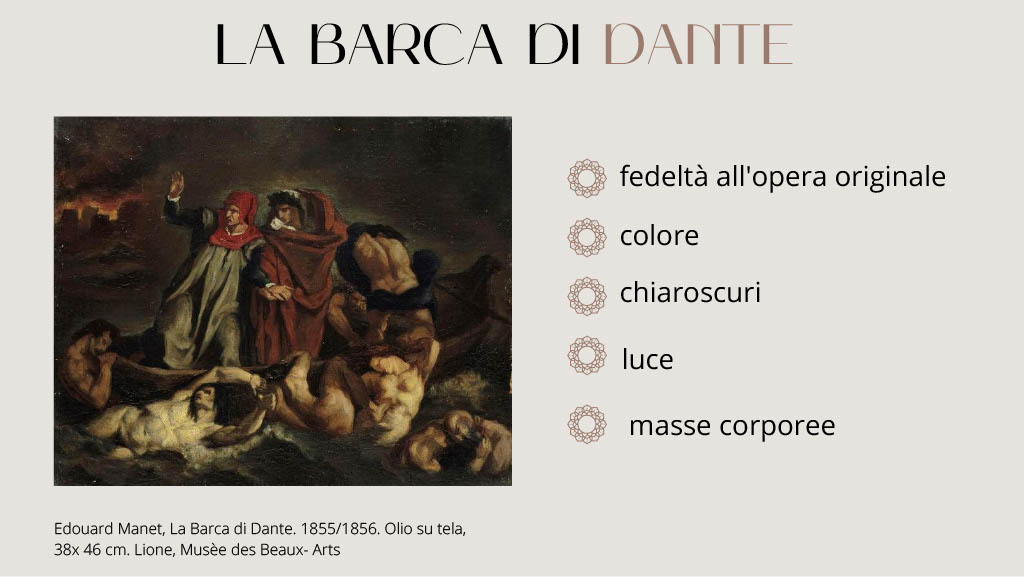 LA BARCA DI DANTE
fedeltà all'opera originale
colore
chiaroscuri
luce
masse corporee
Edouard Manet, La Barca di Dante. 1855/1856. Olio su tela,
38x 46 cm. Lione, Musèe des Beaux- Arts